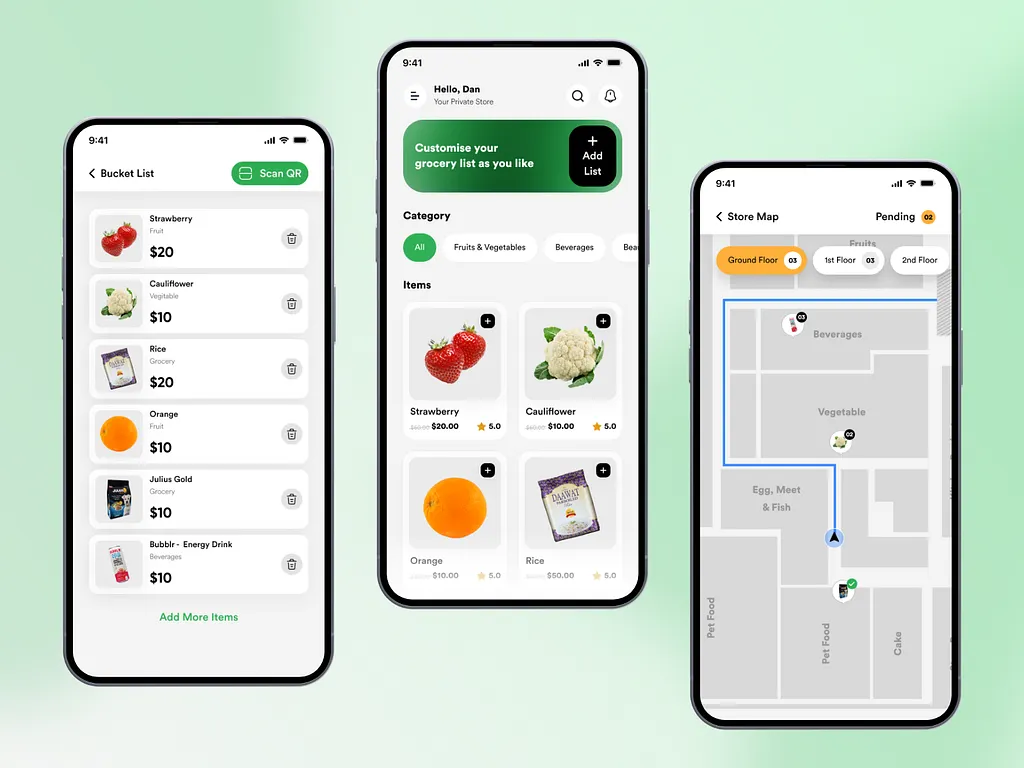 9:41
Bucket List
Scan QR
Strawberry
Fruit
$20
Cauliflower
Vegitable
$10
Rice
Grocery
$20
Orange
Fruit
$10
Julius Gold
Grocery
$10
Bubblr - Energy Drink
Beverages
$10
Add More Items
9:41
Hello, Dan
Your Private Store
Customise your
grocery list as you like
+
Add
List
Category
All
Fruits & Vegetables
Beverages
Bea
Items
Strawberry
$60.00 $20.00
5.0
Cauliflower
$60.00 $10.00
5.0
DAAWAT
Orange
$10.00
5.0
Rice
$50.00
5.0
9:41
Store Map
Pending 02
Fruits
Ground Floor 03
1st Floor 03
2nd Floor
03
Beverages
Vegetable
02
Egg, Meet
& Fish
Pet Food
Pet Food
Cake